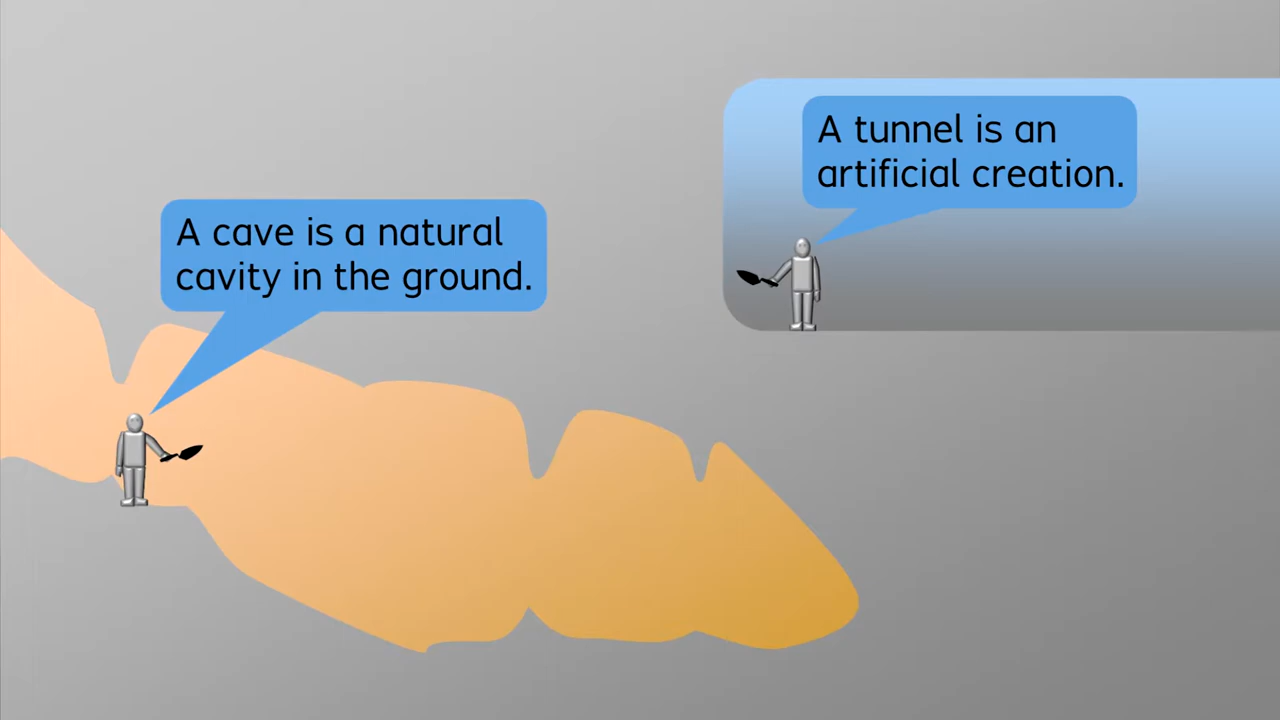 A tunnel is an
artificial creation.
A cave is a natural
cavity in the ground.